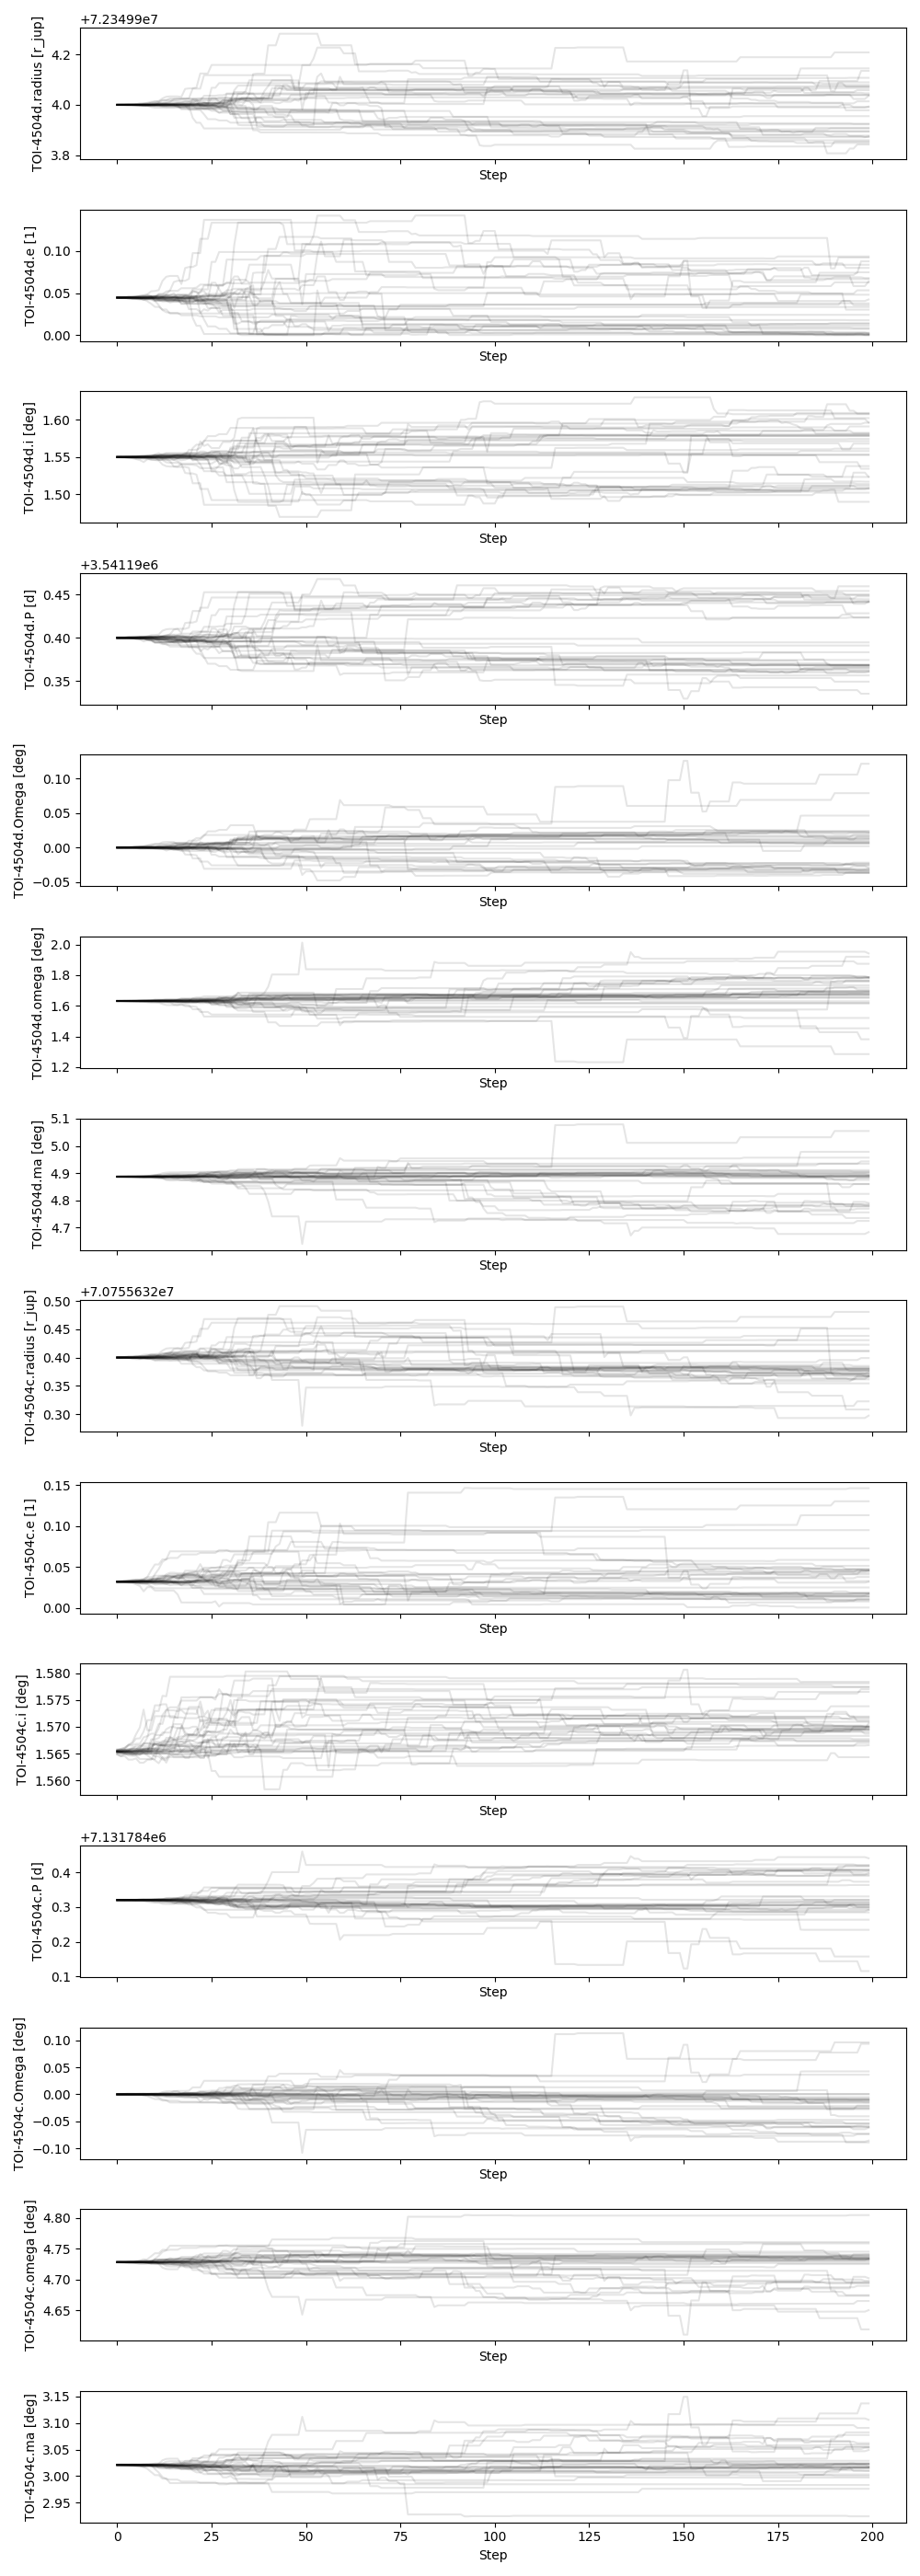 +7.23499e7
4.2
4.0
3.8
TOI-4504d.radius [r_jup]
Step
0.10
0.05
0.00
TOI-4504d.e [1]
Step
1.60
1.55
1.50
TOI-4504d.i [deg]
Step
+3.54119e6
0.45
0.40
0.35
TOI-4504d.P [d]
Step
0.10
0.05
0.00
−0.05
TOI-4504d.Omega [deg]
Step
2.0
1.8
1.6
1.4
1.2
TOI-4504d.omega [deg]
Step
5.1
5.0
4.9
4.8
4.7
TOI-4504d.ma [deg]
Step
+7.0755632e7
0.50
0.45
0.40
0.35
0.30
TOI-4504c.radius [r_jup]
Step
0.15
0.10
0.05
0.00
TOI-4504c.e [1]
Step
1.580
1.575
1.570
1.565
1.560
TOI-4504c.i [deg]
Step
+7.131784e6
0.4
0.3
0.2
0.1
TOI-4504c.P [d]
Step
0.10
0.05
0.00
−0.05
−0.10
TOI-4504c.Omega [deg]
Step
4.80
4.75
4.70
4.65
TOI-4504c.omega [deg]
Step
3.15
3.10
3.05
3.00
2.95
TOI-4504c.ma [deg]
0 25 50 75 100 125 150 175 200
Step